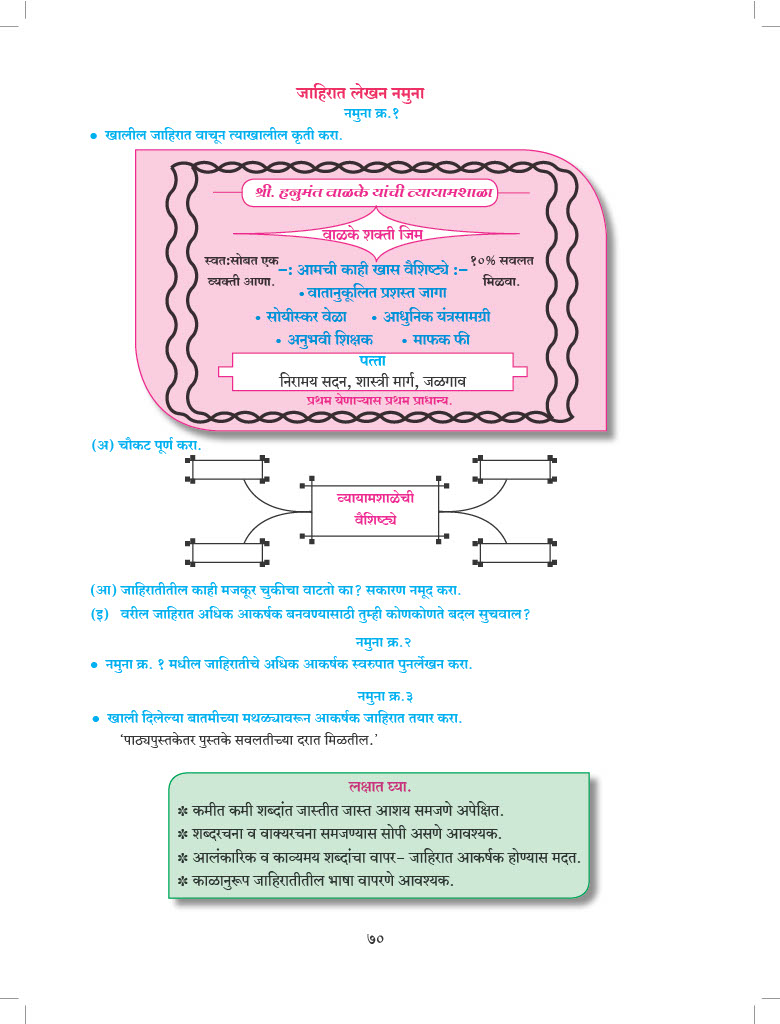 जाहिरात लेखन नमुना
नमुना क्र.१
• खालील जाहिरात वाचून त्याखालील कृती करा.
श्री. हनुमंत वाळके यांची व्यायामशाळा
वाळके शक्ती जिम
स्वत:सोबत एक व्यक्ती आणा.
१०% सवलत मिळवा.
–: आमची काही खास वैशिष्ट्ये :–
• वातानुकूलित प्रशस्त जागा
• सोयीस्कर वेळा • आधुनिक यंत्रसामग्री
• अनुभवी शिक्षक • माफक फी
पत्ता
निरामय सदन, शास्त्री मार्ग, जळगाव
प्रथम येणाऱ्यास प्रथम प्राधान्य.
(अ) चौकट पूर्ण करा.
व्यायामशाळेची
वैशिष्ट्ये
(आ) जाहिरातीतील काही मजकूर चुकीचा वाटतो का? सकारण नमूद करा.
(इ) वरील जाहिरात अधिक आकर्षक बनवण्यासाठी तुम्ही कोणकोणते बदल सुचवाल?
नमुना क्र.२
• नमुना क्र. १ मधील जाहिरातीचे अधिक आकर्षक स्वरुपात पुनर्लेखन करा.
नमुना क्र.३
• खाली दिलेल्या बातमीच्या मथळ्यावरून आकर्षक जाहिरात तयार करा.
‘पाठ्यपुस्तकेतर पुस्तके सवलतीच्या दरात मिळतील.’
लक्षात घ्या.
✽ कमीत कमी शब्दांत जास्तीत जास्त आशय समजणे अपेक्षित.
✽ शब्दरचना व वाक्यरचना समजण्यास सोपी असणे आवश्यक.
✽ आलंकारिक व काव्यमय शब्दांचा वापर– जाहिरात आकर्षक होण्यास मदत.
✽ काळानुरूप जाहिरातीतील भाषा वापरणे आवश्यक.
७०